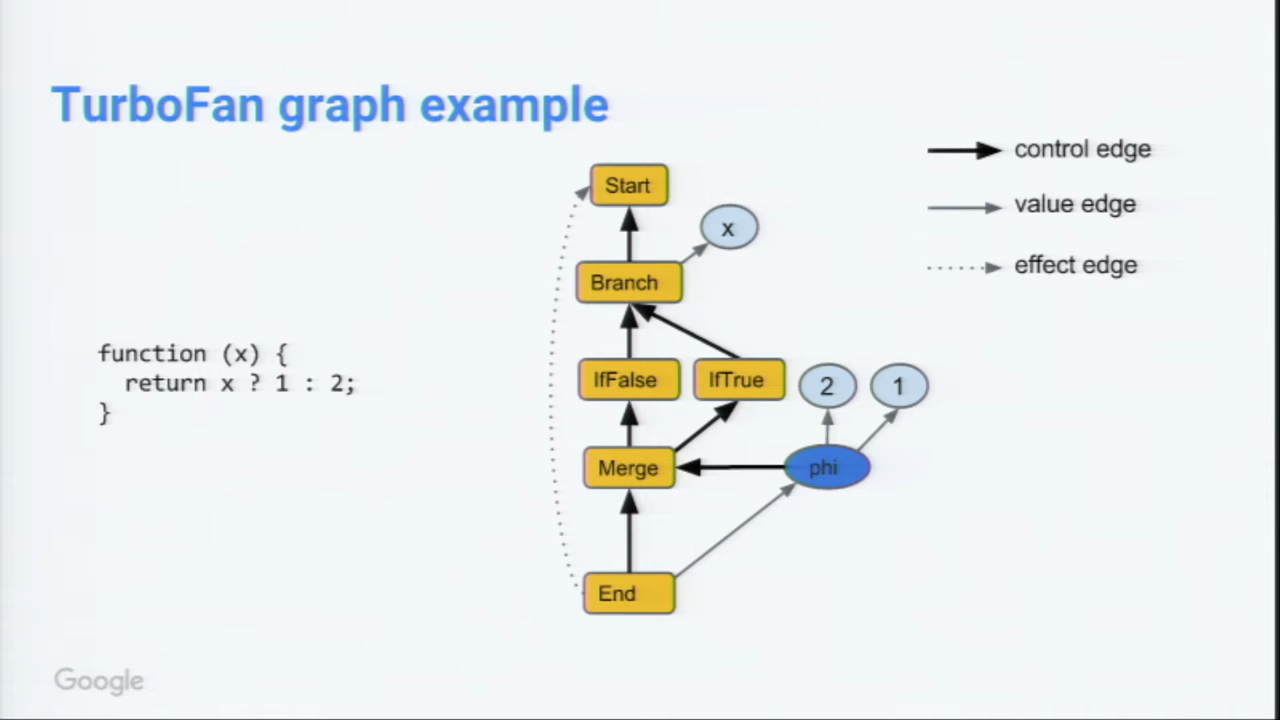 TurboFan graph example
control edge
value edge
effect edge
Start
x
Branch
function (x) {
  return x ? 1 : 2;
}
IfFalse
IfTrue
2
1
Merge
phi
End
Google